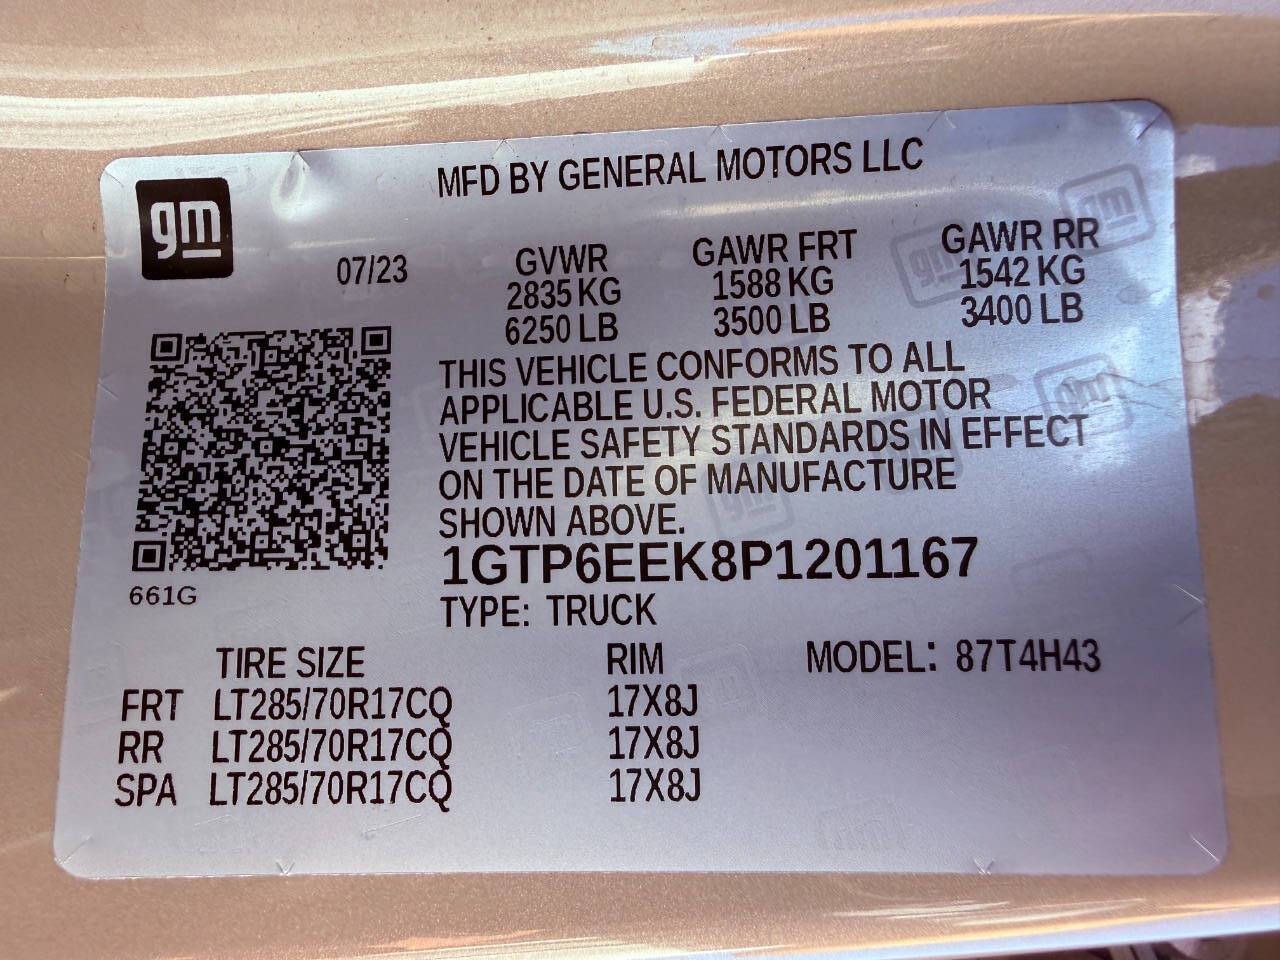 gm
MFD BY GENERAL MOTORS LLC
07/23
GVWR GAWR FRT GAWR RR
2835 KG 1588 KG 1542 KG
6250 LB 3500 LB 3400 LB
THIS VEHICLE CONFORMS TO ALL
APPLICABLE U.S. FEDERAL MOTOR
VEHICLE SAFETY STANDARDS IN EFFECT
ON THE DATE OF MANUFACTURE
SHOWN ABOVE.
661G
1GTP6EEK8P1201167
TYPE: TRUCK
TIRE SIZE RIM MODEL: 87T4H43
FRT LT285/70R17CQ 17X8J
RR LT285/70R17CQ 17X8J
SPA LT285/70R17CQ 17X8J